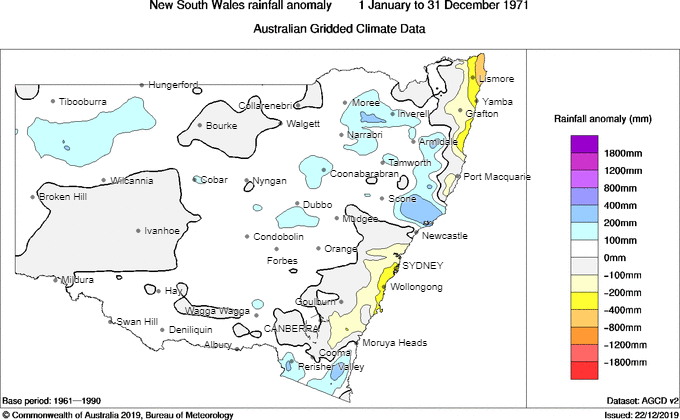 New South Wales rainfall anomaly 1 January to 31 December 1971
Australian Gridded Climate Data
Lismore
Hungerford
Tibooburra
Collarenebri
Moree
Yamba
Inverell
Grafton
Bourke
Walgett
Narrabri
Armidale
Tamworth
Coonabarabran
Port Macquarie
Wilcannia
Cobar
Nyngan
Broken Hill
Scone
Dubbo
Mudgee
Ivanhoe
Condobolin
Newcastle
Orange
Forbes
SYDNEY
Mildura
Hay
Wollongong
Goulburn
Wagga Wagga
Swan Hill
Deniliquin
CANBERRA
Albury
Moruya Heads
Cooma
Perisher Valley
Rainfall anomaly (mm)
1800mm
1200mm
800mm
400mm
200mm
100mm
0mm
−100mm
−200mm
−400mm
−800mm
−1200mm
−1800mm
Base period: 1961—1990 Dataset: AGCD v2
© Commonwealth of Australia 2019, Bureau of Meteorology Issued: 22/12/2019